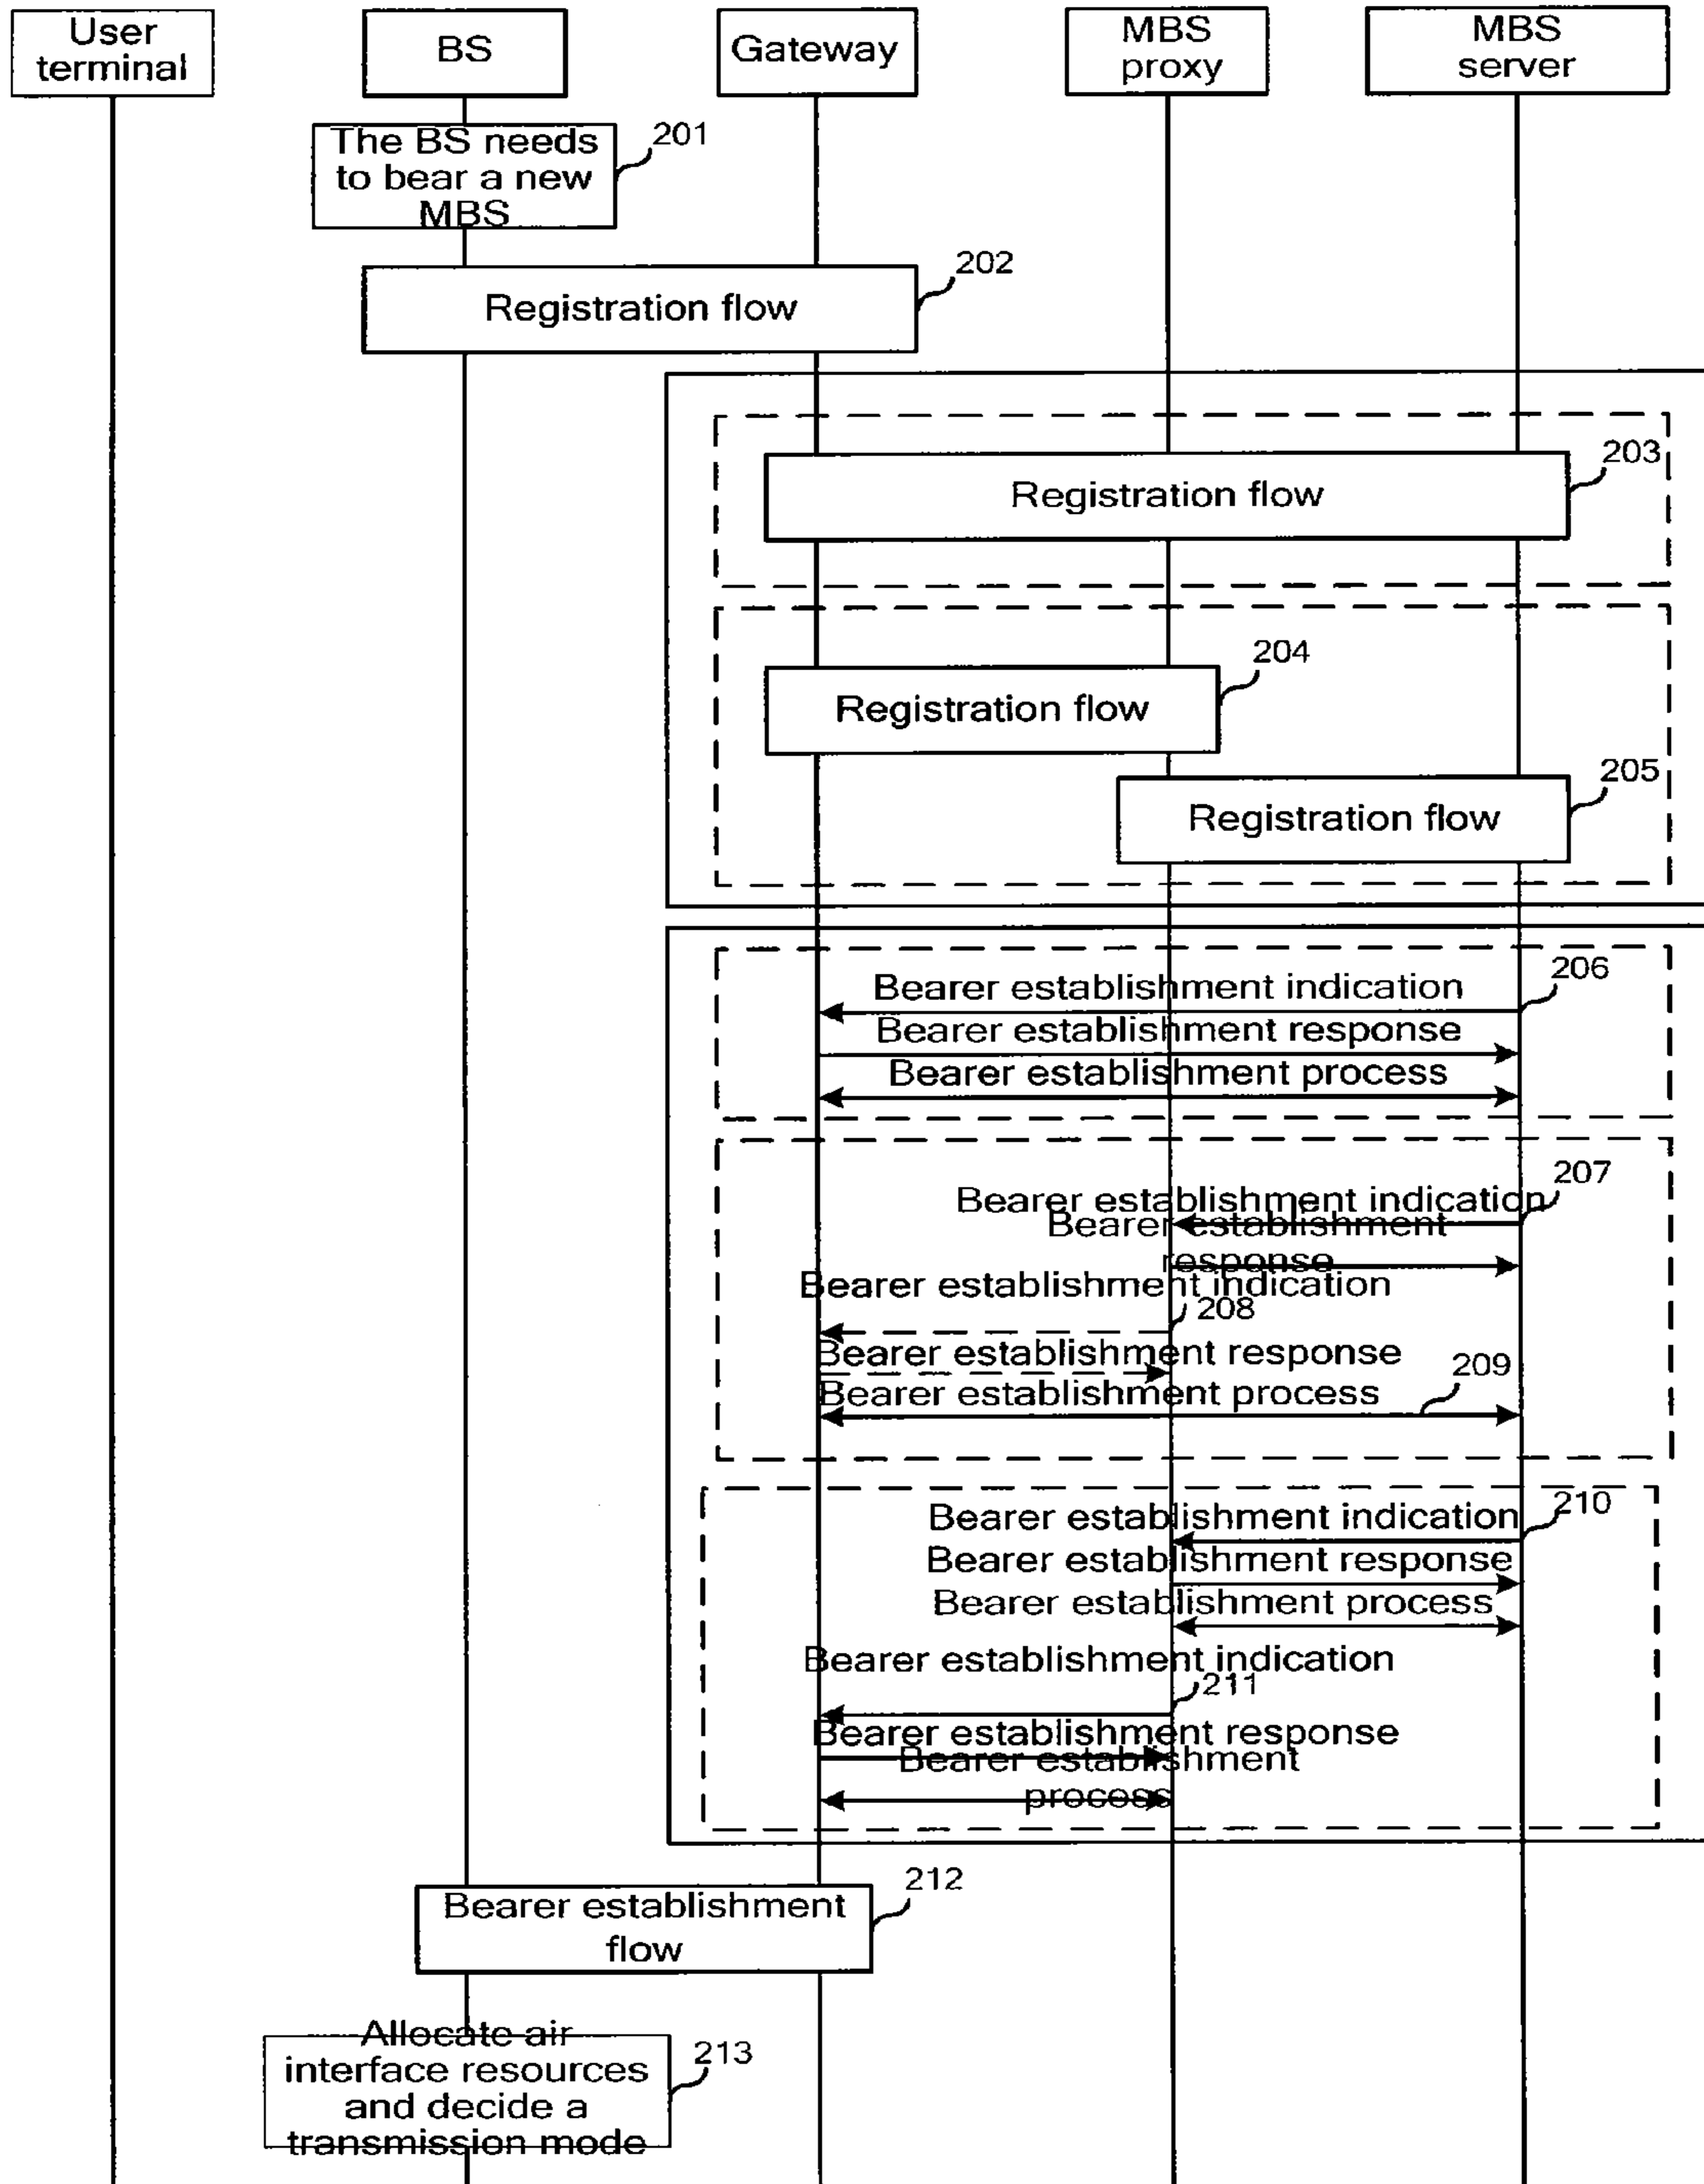 User
terminal
BS
Gateway
MBS
proxy
MBS
server
The BS needs
to bear a new
MBS
201
Registration flow
202
Registration flow
203
Registration flow
204
Registration flow
205
Bearer establishment indication
206
Bearer establishment response
Bearer establishment process
Bearer establishment indication
207
Bearer establishment
response
Bearer establishment indication
208
Bearer establishment response
Bearer establishment process
209
Bearer establishment indication
210
Bearer establishment response
Bearer establishment process
Bearer establishment indication
211
Bearer establishment response
Bearer establishment
process
Bearer establishment
flow
212
Allocate air
interface resources
and decide a
transmission mode
213